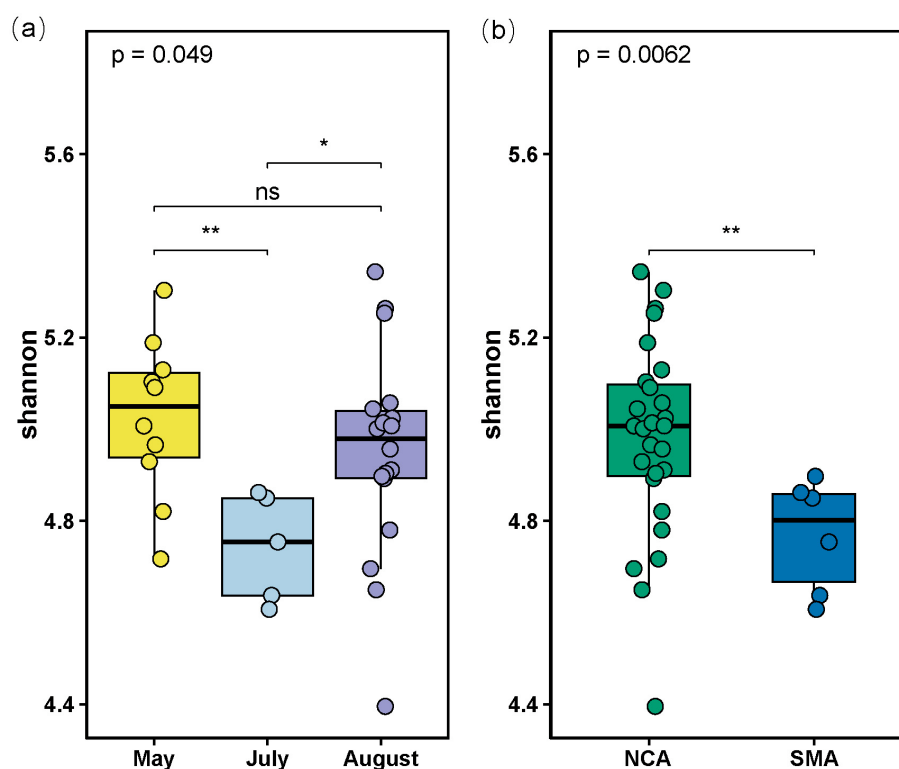 (a)
p = 0.049
*
ns
**
5.6
5.2
4.8
4.4
shannon
May
July
August
(b)
p = 0.0062
**
5.6
5.2
4.8
4.4
shannon
NCA
SMA